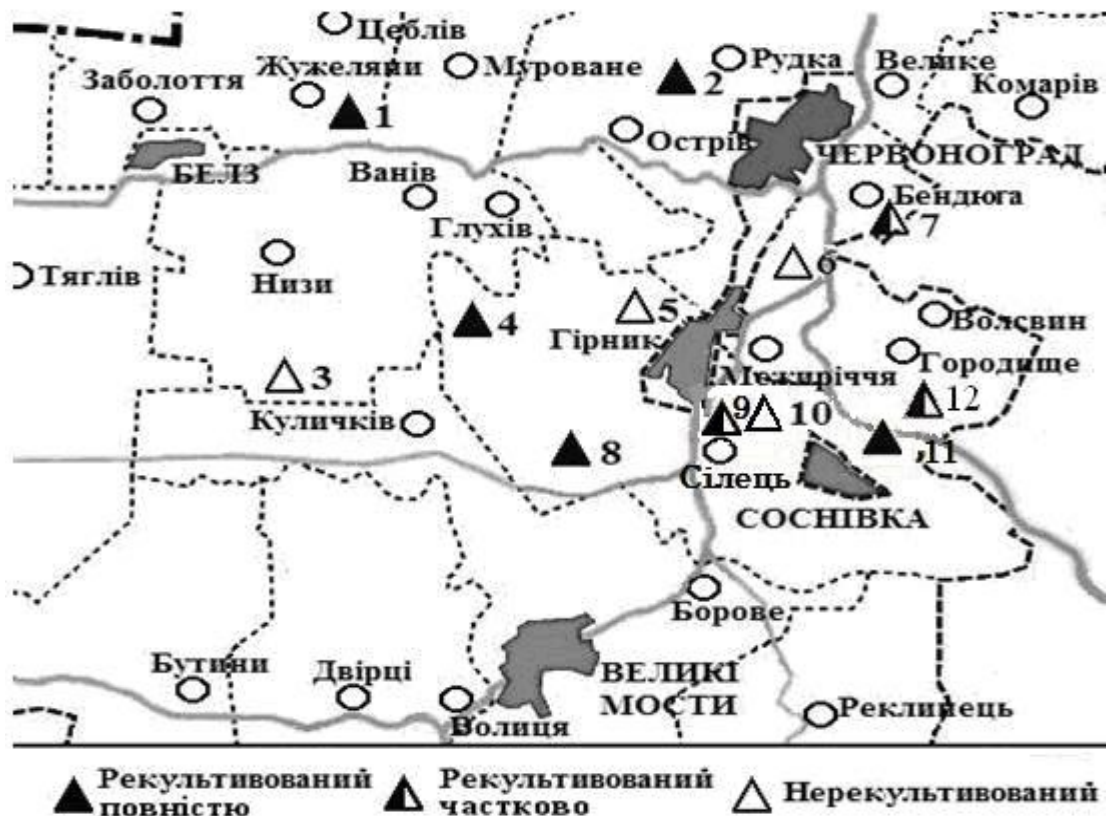 Цеблів
Жужеляни
Муроване
2
Рудка
Велике
Заболоття
Комарів
1
Острів
ЧЕРВОНОГРАД
БЕЛЗ
Ванів
Бендюга
Глухів
7
Тяглів
Низи
6
4
5
Гірник
Волсвин
Городище
3
Межиріччя
12
Куличків
9
10
8
11
Сілець
СОСНІВКА
Борове
Бутини
Двірці
ВЕЛИКІ
МОСТИ
Волиця
Реклинець
Рекультивований
повністю
Рекультивований
частково
Нерекультивований